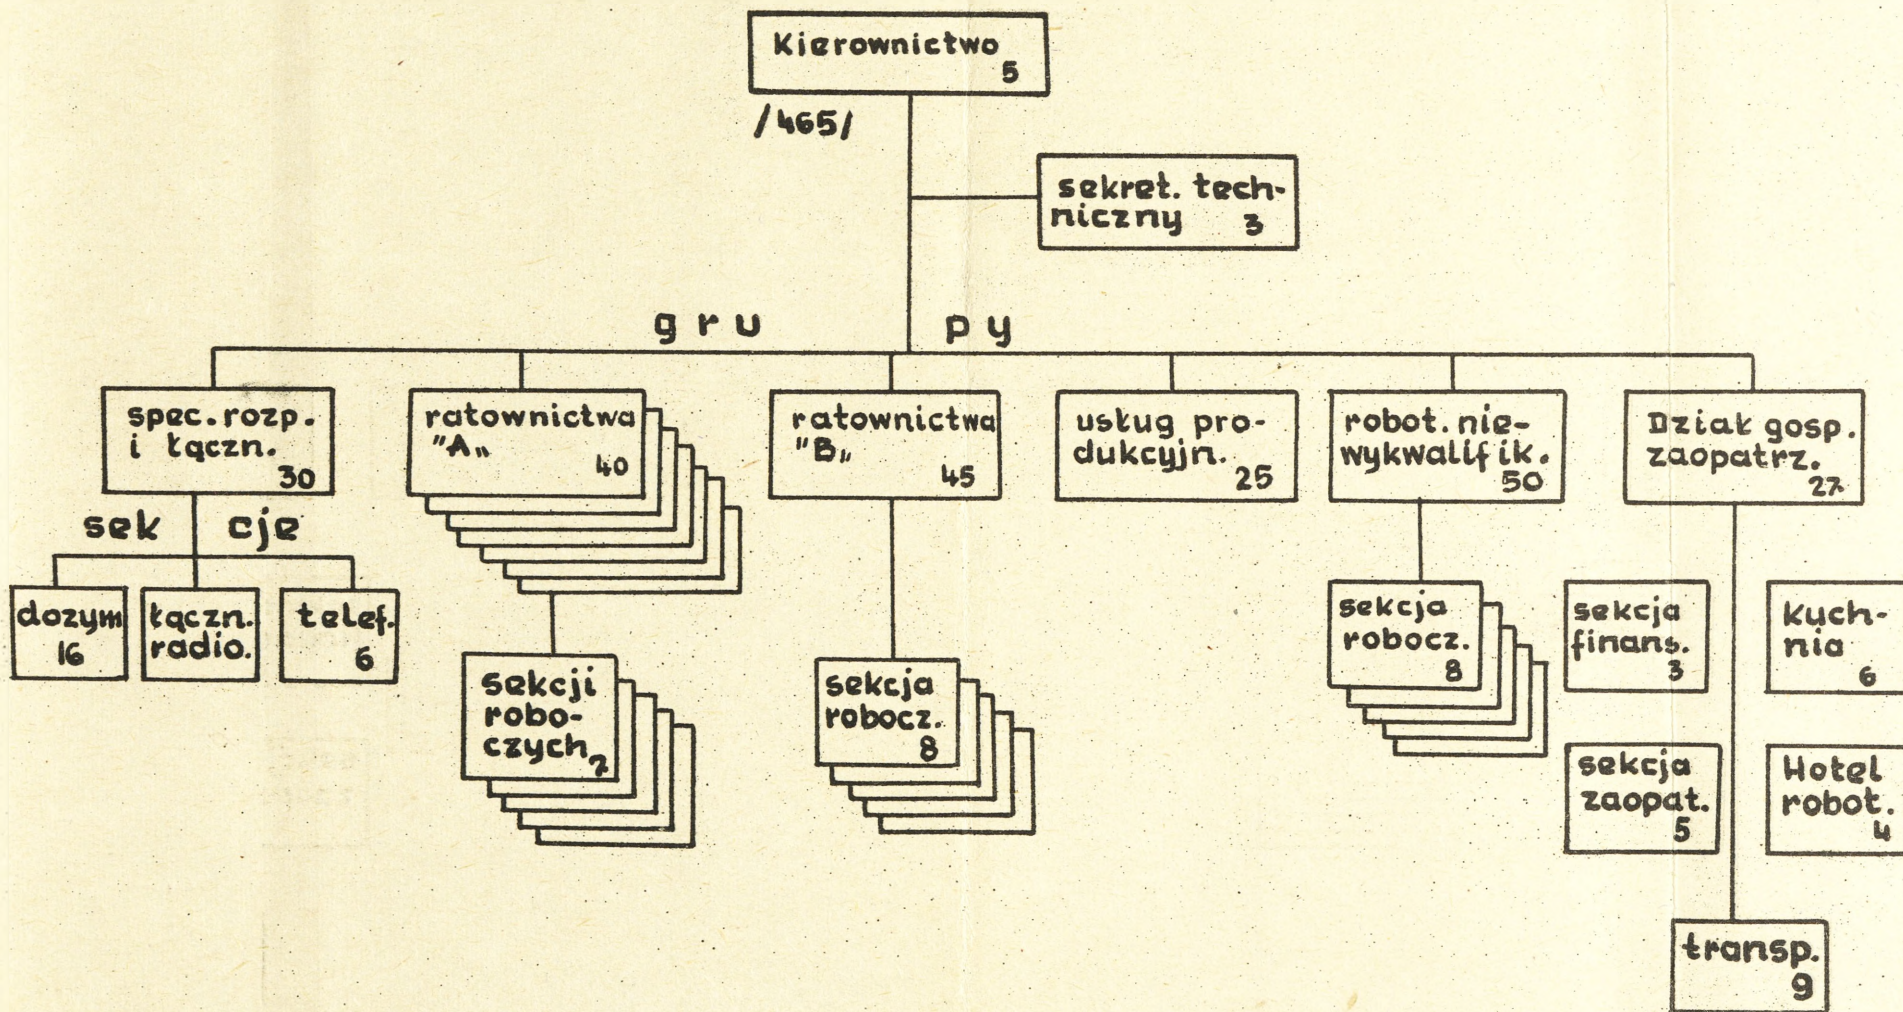 Kierownictwo
5
/465/
sekret. tech-
niczny 3
gru py
spec. rozp.
i łączn.
30
ratownictwa
"A„
40
ratownictwa
"B„
45
usług pro-
dukcyjn.
25
robot. nie-
wykwalifik.
50
Dział gosp.
zaopatrz.
27
sek cje
dozym
16
łączn.
radio.
telef.
6
sekcji
robo-
czych
7
sekcja
robocz.
8
sekcja
robocz.
8
sekcja
finans.
3
kuch-
nia
6
sekcja
zaopat.
5
Hotel
robot.
4
transp.
9